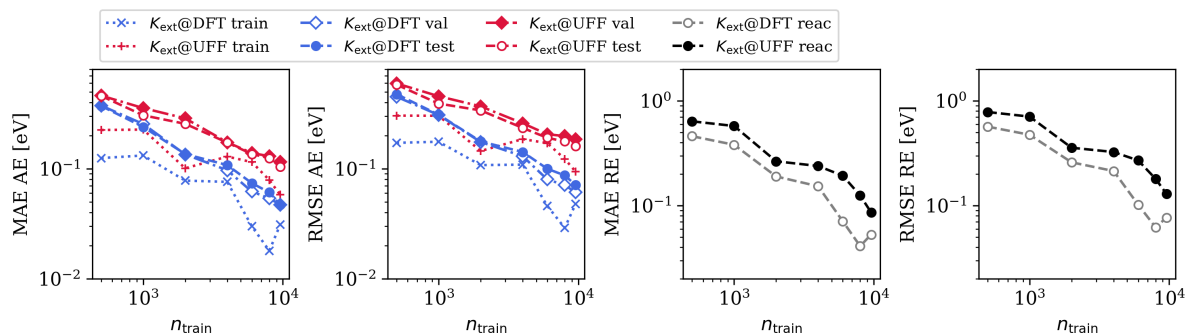 K_ext@DFT train K_ext@DFT val K_ext@UFF val K_ext@DFT reac
K_ext@UFF train K_ext@DFT test K_ext@UFF test K_ext@UFF reac
MAE AE [eV]
10^-1
10^-2
10^3 10^4
n_train
RMSE AE [eV]
10^-1
10^-2
10^3 10^4
n_train
MAE RE [eV]
10^0
10^-1
10^3 10^4
n_train
RMSE RE [eV]
10^0
10^-1
10^3 10^4
n_train